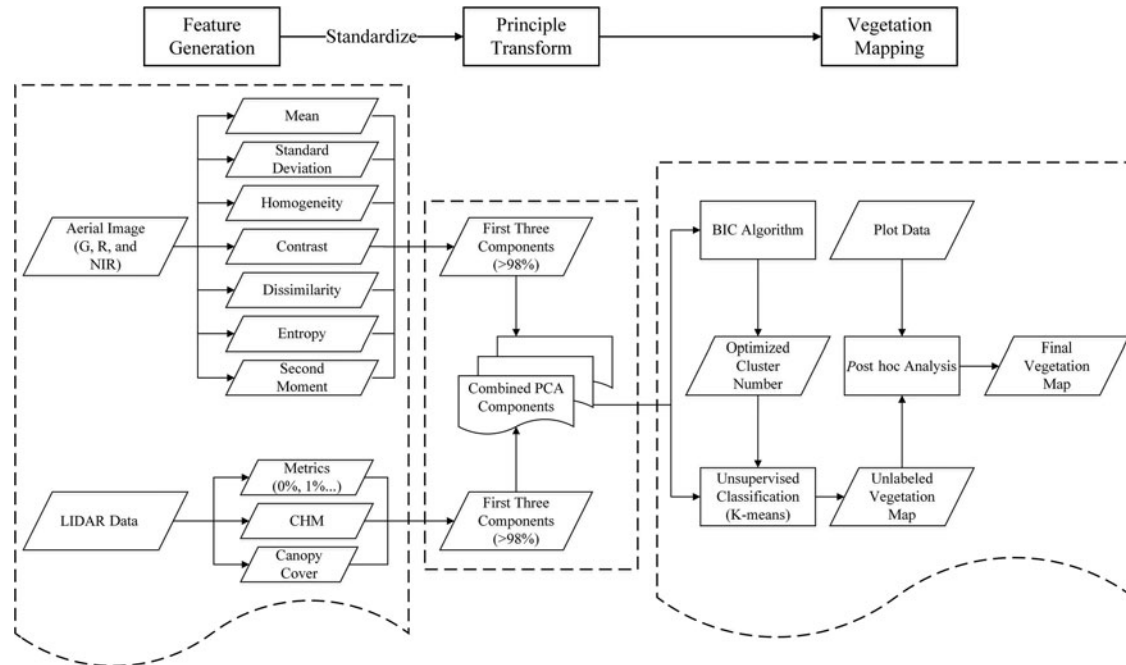 Feature
Generation
Standardize
Principle
Transform
Vegetation
Mapping
Mean
Standard
Deviation
Homogeneity
Aerial Image
(G, R, and
NIR)
Contrast
Dissimilarity
Entropy
Second
Moment
LIDAR Data
Metrics
(0%, 1%...)
CHM
Canopy
Cover
First Three
Components
(>98%)
Combined PCA
Components
First Three
Components
(>98%)
BIC Algorithm
Plot Data
Optimized
Cluster
Number
Post hoc Analysis
Final
Vegetation
Map
Unsupervised
Classification
(K-means)
Unlabeled
Vegetation
Map